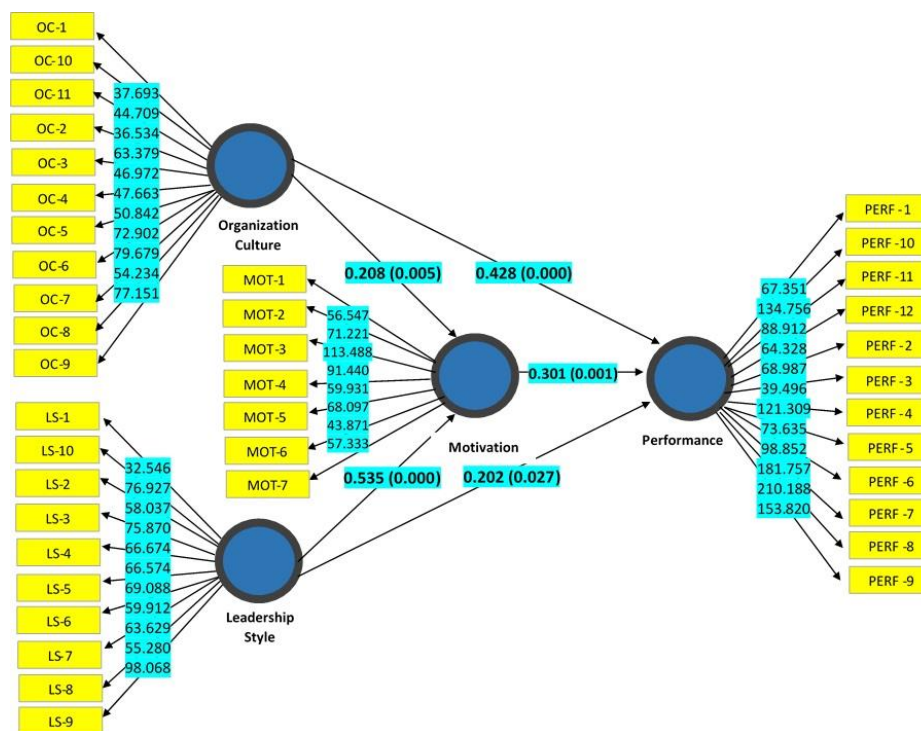 OC-1
OC-10
OC-11
OC-2
OC-3
OC-4
OC-5
OC-6
OC-7
OC-8
OC-9
37.693
44.709
36.534
63.379
46.972
47.663
50.842
72.902
79.679
54.234
77.151
Organization
Culture
0.208 (0.005)
0.428 (0.000)
MOT-1
MOT-2
MOT-3
MOT-4
MOT-5
MOT-6
MOT-7
56.547
71.221
113.488
91.440
59.931
68.097
43.871
57.333
Motivation
0.301 (0.001)
0.535 (0.000)
0.202 (0.027)
LS-1
LS-10
LS-2
LS-3
LS-4
LS-5
LS-6
LS-7
LS-8
LS-9
32.546
76.927
58.037
75.870
66.674
66.574
69.088
59.912
63.629
55.280
98.068
Leadership
Style
Performance
67.351
134.756
88.912
64.328
68.987
39.496
121.309
73.635
98.852
181.757
210.188
153.820
PERF -1
PERF -10
PERF -11
PERF -12
PERF -2
PERF -3
PERF -4
PERF -5
PERF -6
PERF -7
PERF -8
PERF -9